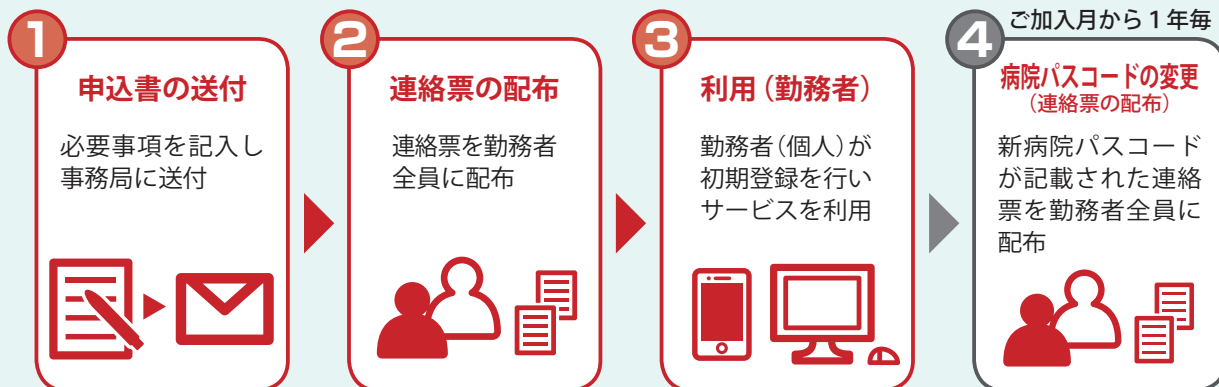 1
申込書の送付
必要事項を記入し
事務局に送付
2
連絡票の配布
連絡票を勤務者
全員に配布
3
利用（勤務者）
勤務者（個人）が
初期登録を行い
サービスを利用
ご加入月から１年毎
4
病院パスコードの変更
（連絡票の配布）
新病院パスコード
が記載された連絡
票を勤務者全員に
配布